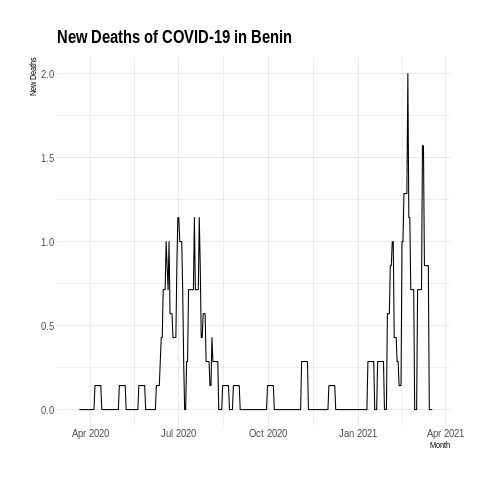 New Deaths of COVID-19 in Benin
New Deaths
2.0
1.5
1.0
0.5
0.0
Apr 2020 Jul 2020 Oct 2020 Jan 2021 Apr 2021
Month